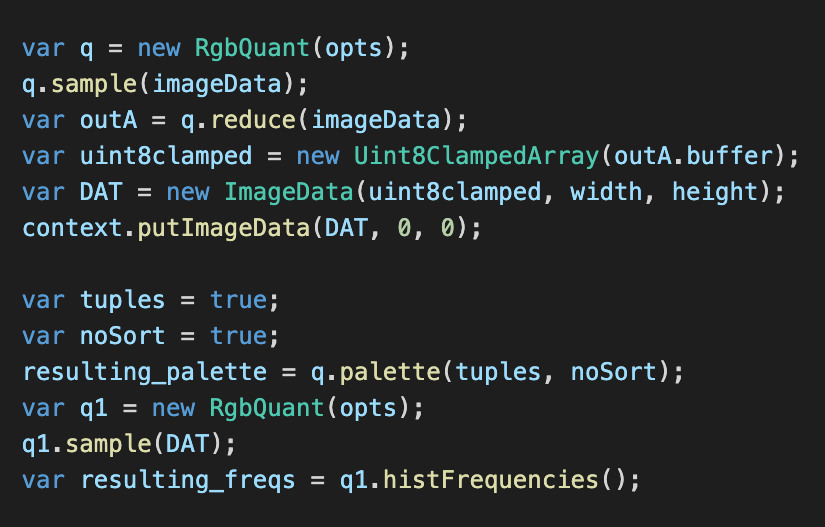 var q = new RgbQuant(opts);
q.sample(imageData);
var outA = q.reduce(imageData);
var uint8clamped = new Uint8ClampedArray(outA.buffer);
var DAT = new ImageData(uint8clamped, width, height);
context.putImageData(DAT, 0, 0);
var tuples = true;
var noSort = true;
resulting_palette = q.palette(tuples, noSort);
var q1 = new RgbQuant(opts);
q1.sample(DAT);
var resulting_freqs = q1.histFrequencies();